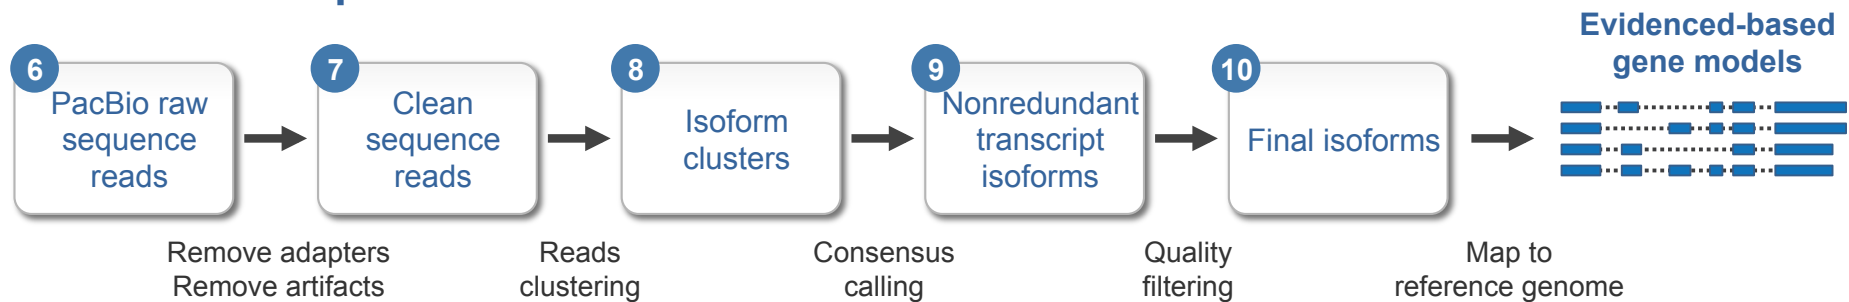 Evidenced-based
gene models
6
PacBio raw
sequence
reads
7
Clean
sequence
reads
8
Isoform
clusters
9
Nonredundant
transcript
isoforms
10
Final isoforms
Remove adapters
Remove artifacts
Reads
clustering
Consensus
calling
Quality
filtering
Map to
reference genome